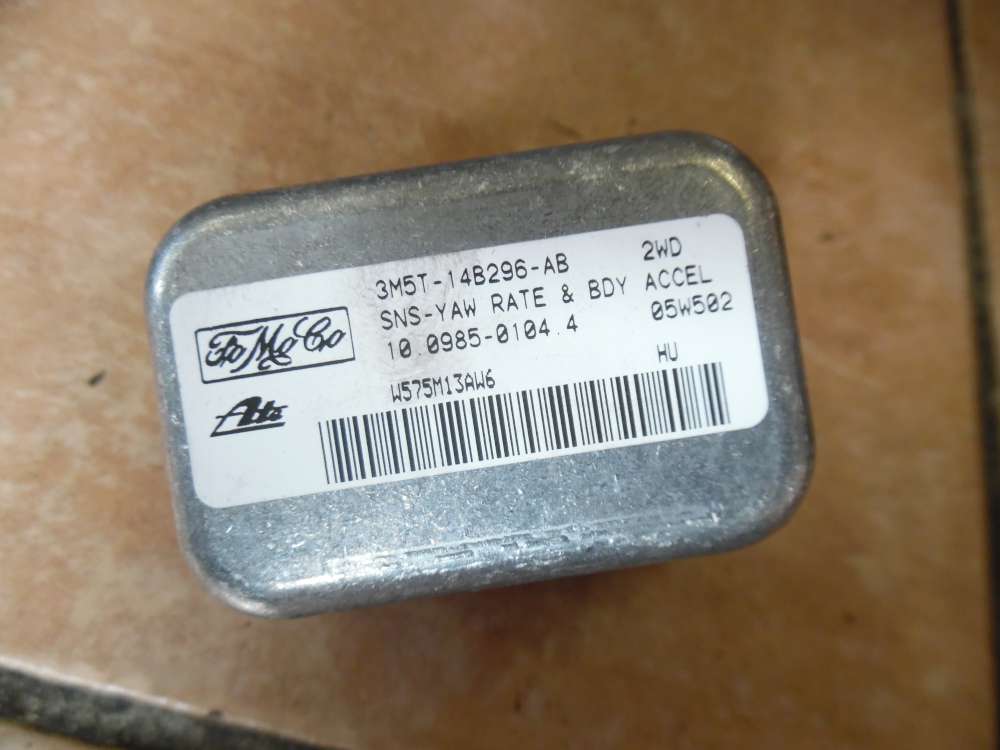 3M5T-14B296-AB 2WD
SNS-YAW RATE & BDY ACCEL
10.0985-0104.4 05W502
FoMoCo
Ate
W575M13AW6 HU